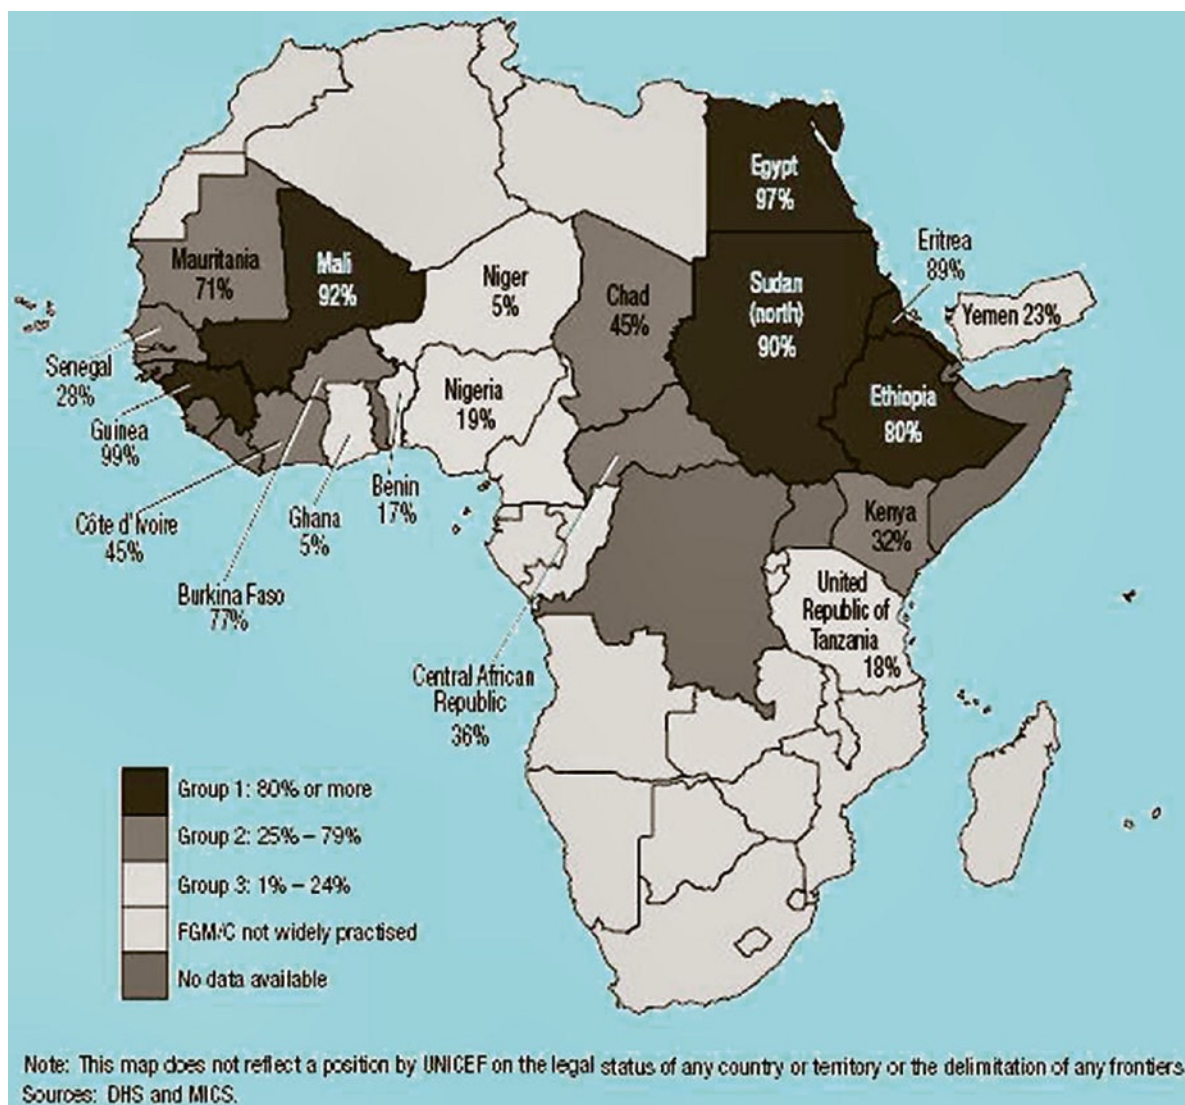 Egypt
97%
Eritrea
89%
Mauritania
71%
Mali
92%
Niger
5%
Chad
45%
Sudan
(north)
90%
Yemen 23%
Senegal
28%
Guinea
99%
Nigeria
19%
Ethiopia
80%
Côte d'Ivoire
45%
Ghana
5%
Benin
17%
Kenya
32%
Burkina Faso
77%
United
Republic of
Tanzania
18%
Central African
Republic
36%
Group 1: 80% or more
Group 2: 25% – 79%
Group 3: 1% – 24%
FGM/C not widely practised
No data available
Note: This map does not reflect a position by UNICEF on the legal status of any country or territory or the delimitation of any frontiers
Sources: DHS and MICS.